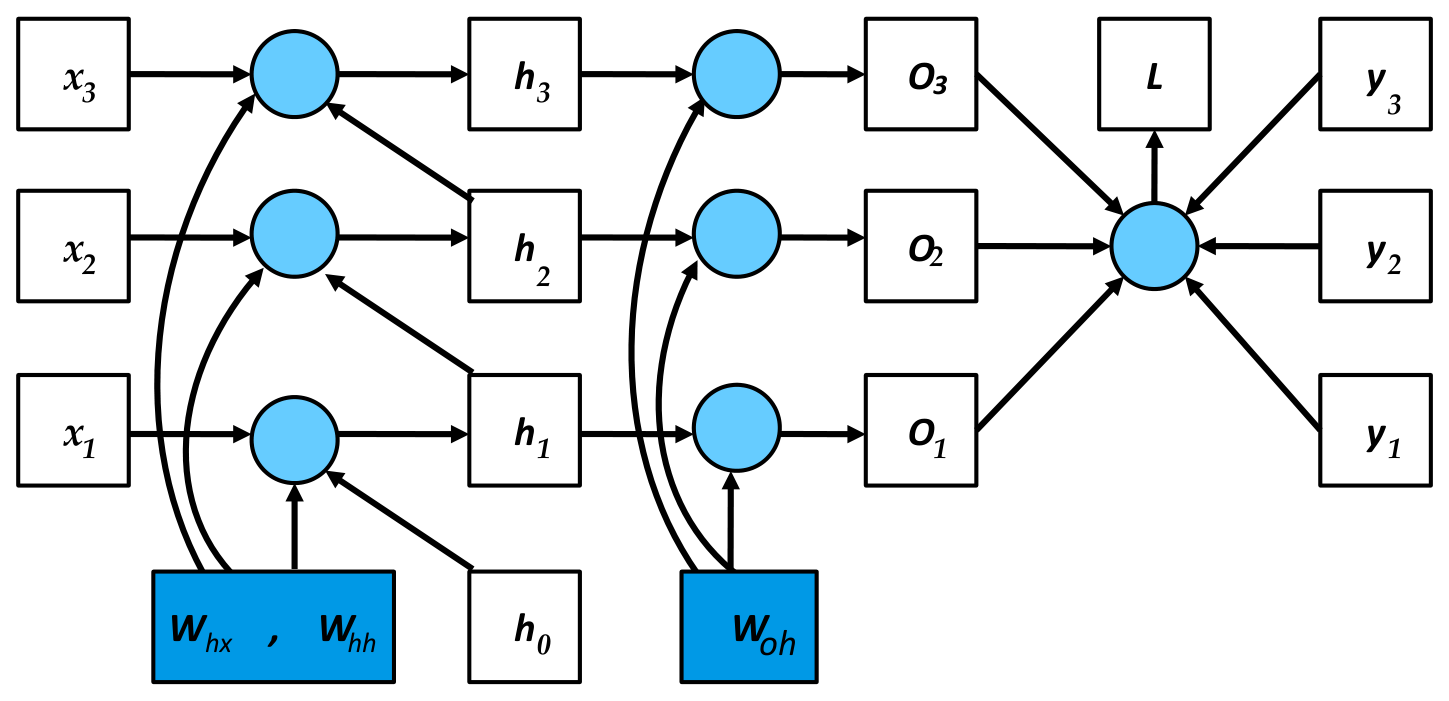 x3 h3 O3 L y3
x2 h2 O2 y2
x1 h1 O1 y1
Whx , Whh h0 Woh